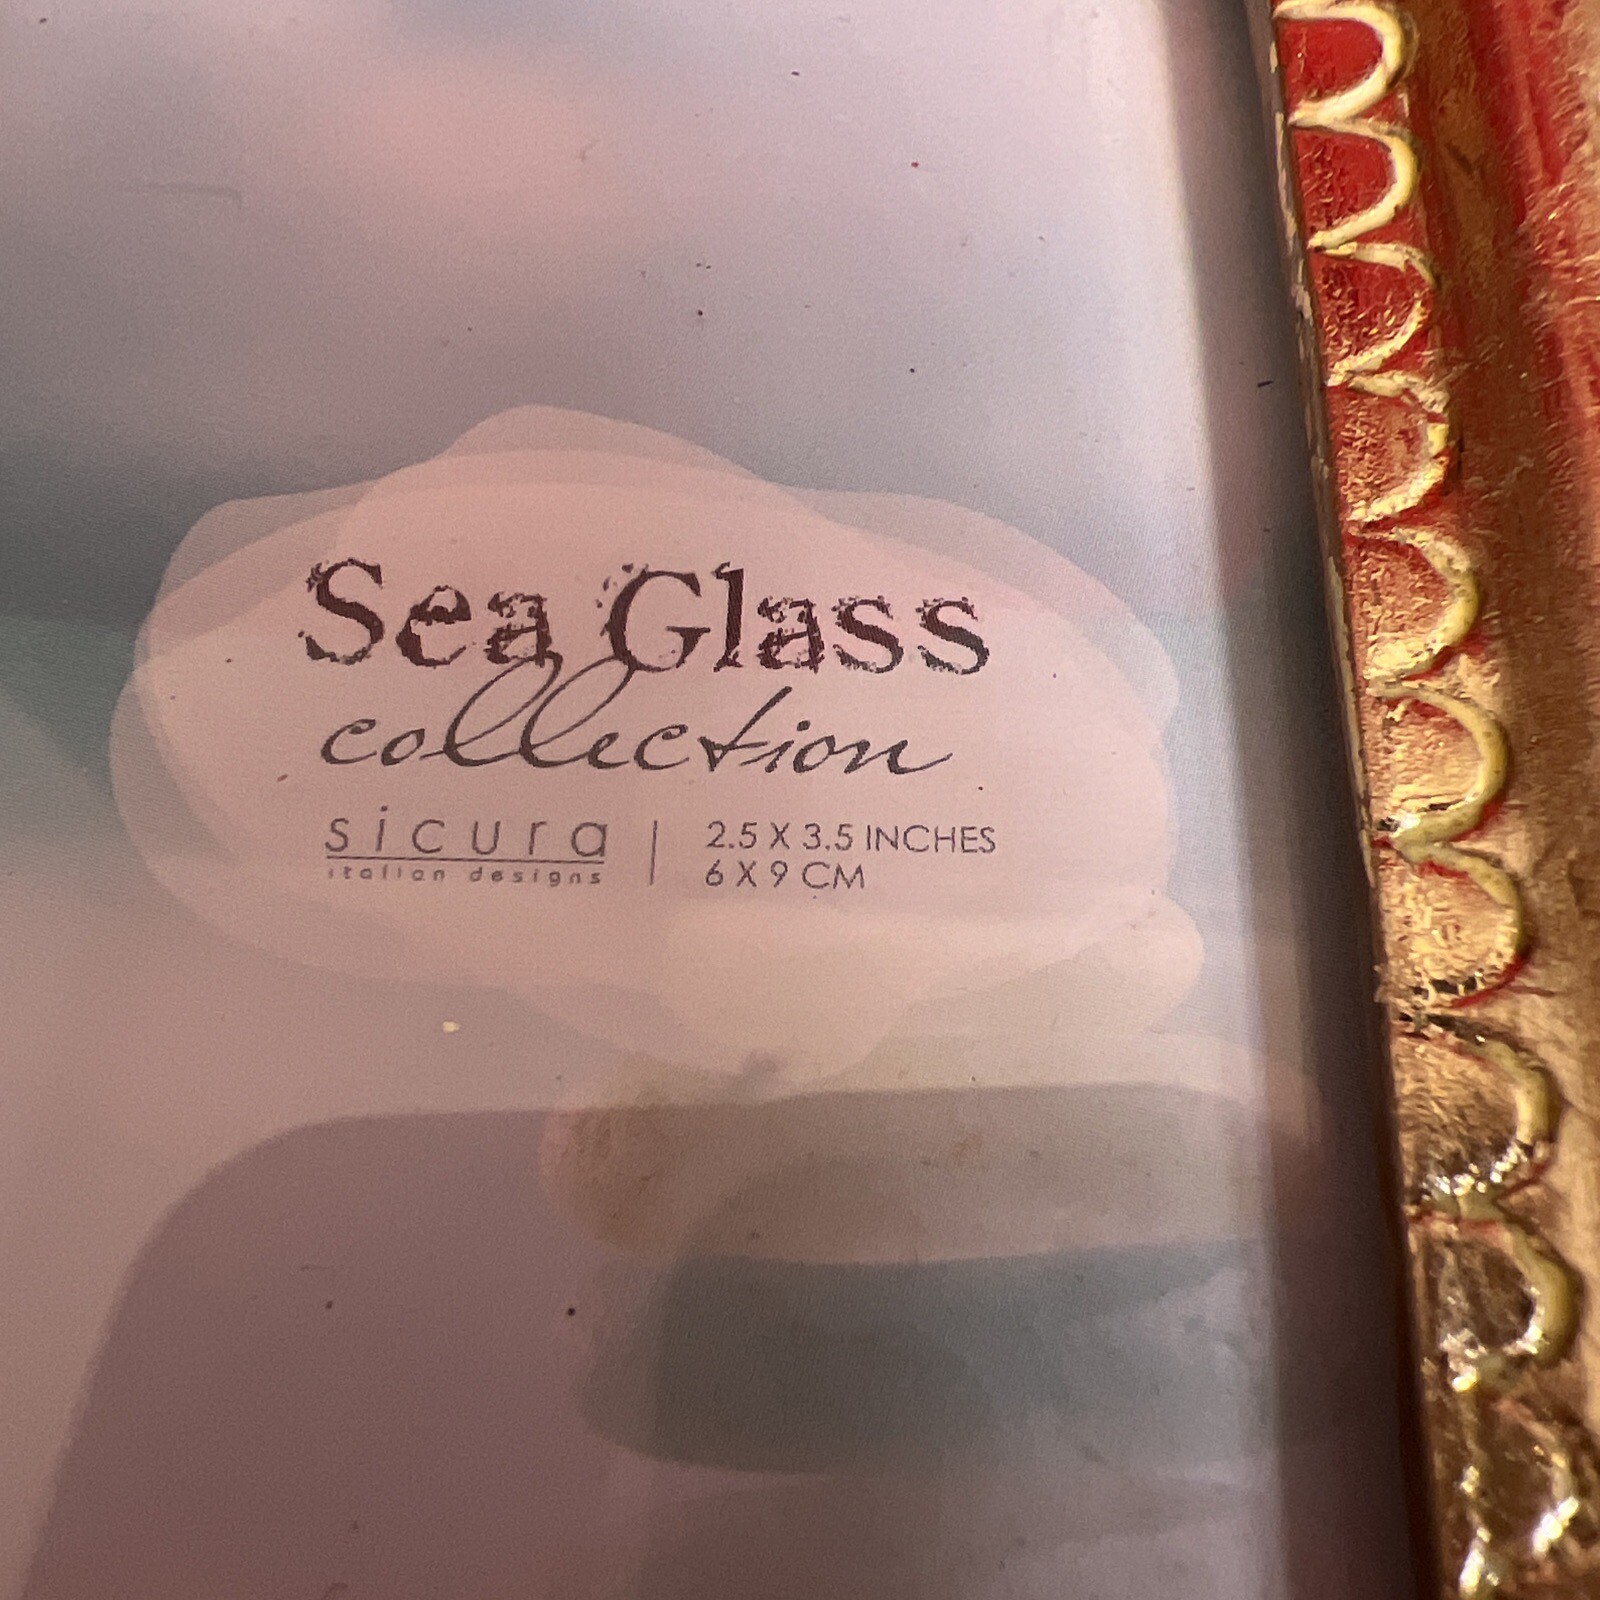 Sea Glass
collection
sicura
italian designs
2.5 X 3.5 INCHES
6 X 9 CM